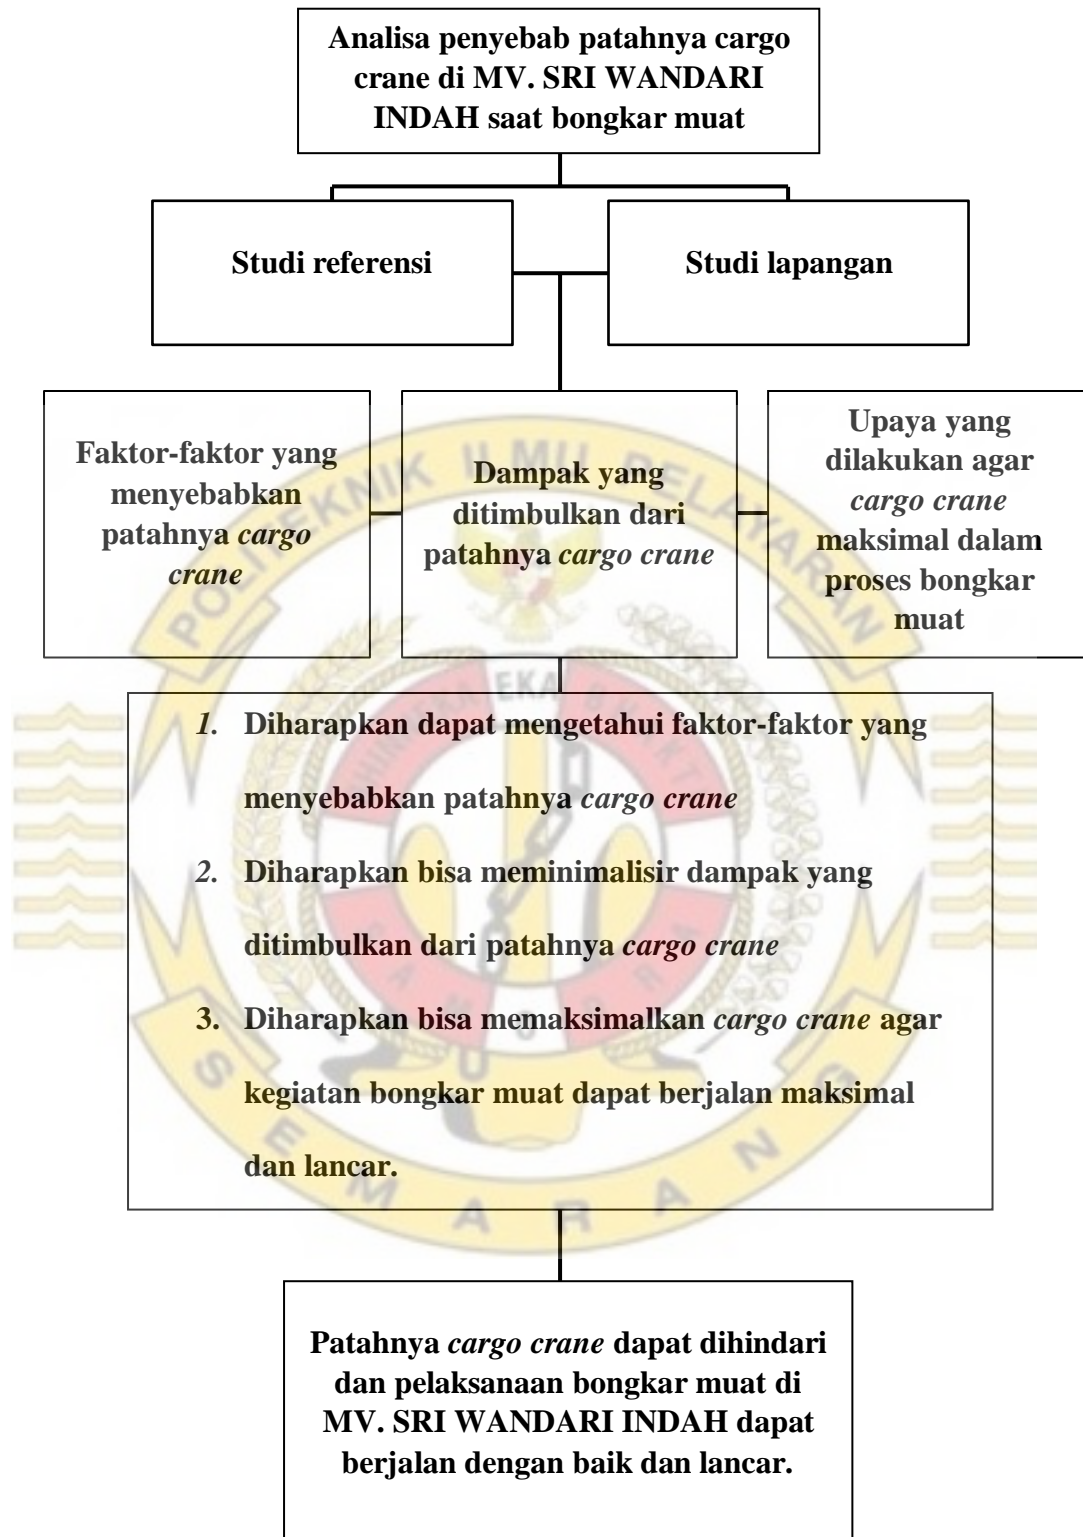 Analisa penyebab patahnya cargo
crane di MV. SRI WANDARI
INDAH saat bongkar muat
Studi referensi
Studi lapangan
Faktor-faktor yang
menyebabkan
patahnya cargo
crane
Dampak yang
ditimbulkan dari
patahnya cargo crane
Upaya yang
dilakukan agar
cargo crane
maksimal dalam
proses bongkar
muat
POLITEKNIK ILMU PELAYARAN
1. Diharapkan dapat mengetahui faktor-faktor yang
menyebabkan patahnya cargo crane
2. Diharapkan bisa meminimalisir dampak yang
ditimbulkan dari patahnya cargo crane
3. Diharapkan bisa memaksimalkan cargo crane agar
kegiatan bongkar muat dapat berjalan maksimal
dan lancar.
EKA
SEMARANG
Patahnya cargo crane dapat dihindari
dan pelaksanaan bongkar muat di
MV. SRI WANDARI INDAH dapat
berjalan dengan baik dan lancar.